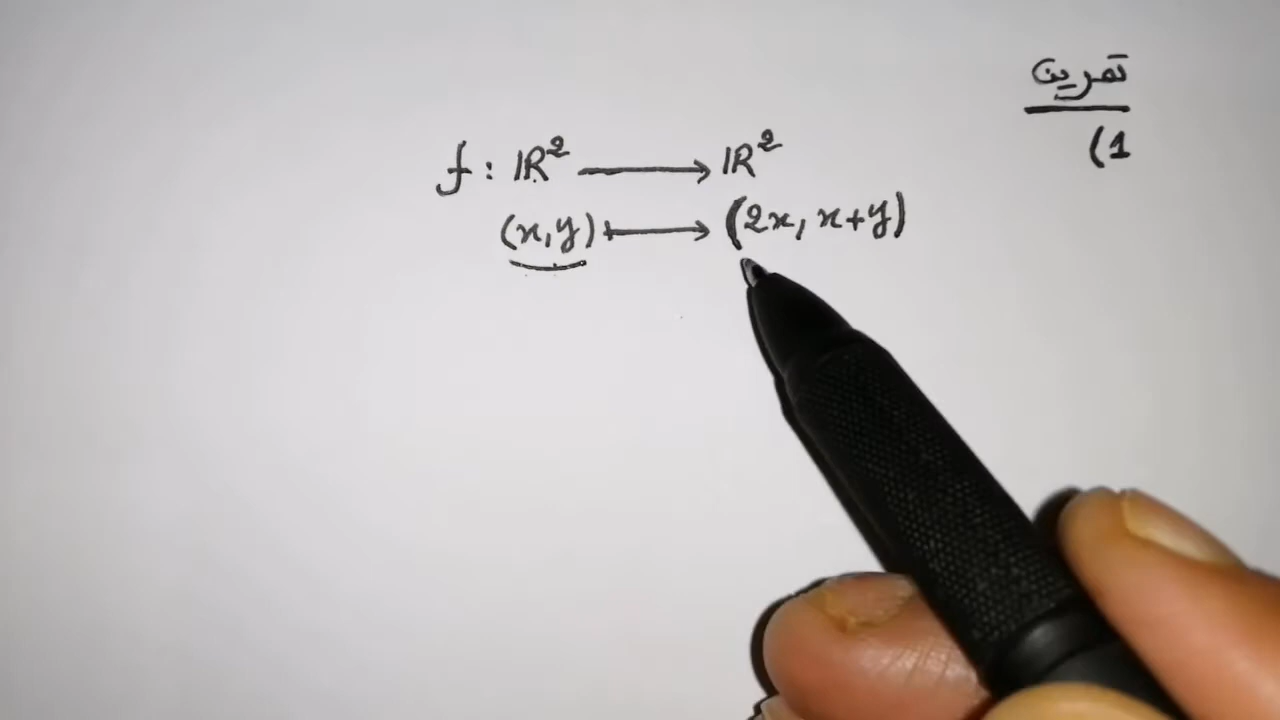 تمرين
1)
f : IR² ⟶ IR²
(x,y) ⟼ (2x, x+y)